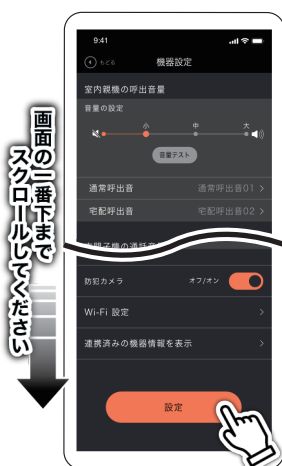 画面の一番下まで
スクロールしてください
9:41
もどる
機器設定
室内親機の呼出音量
音量の設定
小 中 大
音量テスト
通常呼出音 通常呼出音01 >
宅配呼出音 宅配呼出音02 >
防犯カメラ オフ/オン
Wi-Fi 設定 >
連携済みの機器情報を表示 >
設定